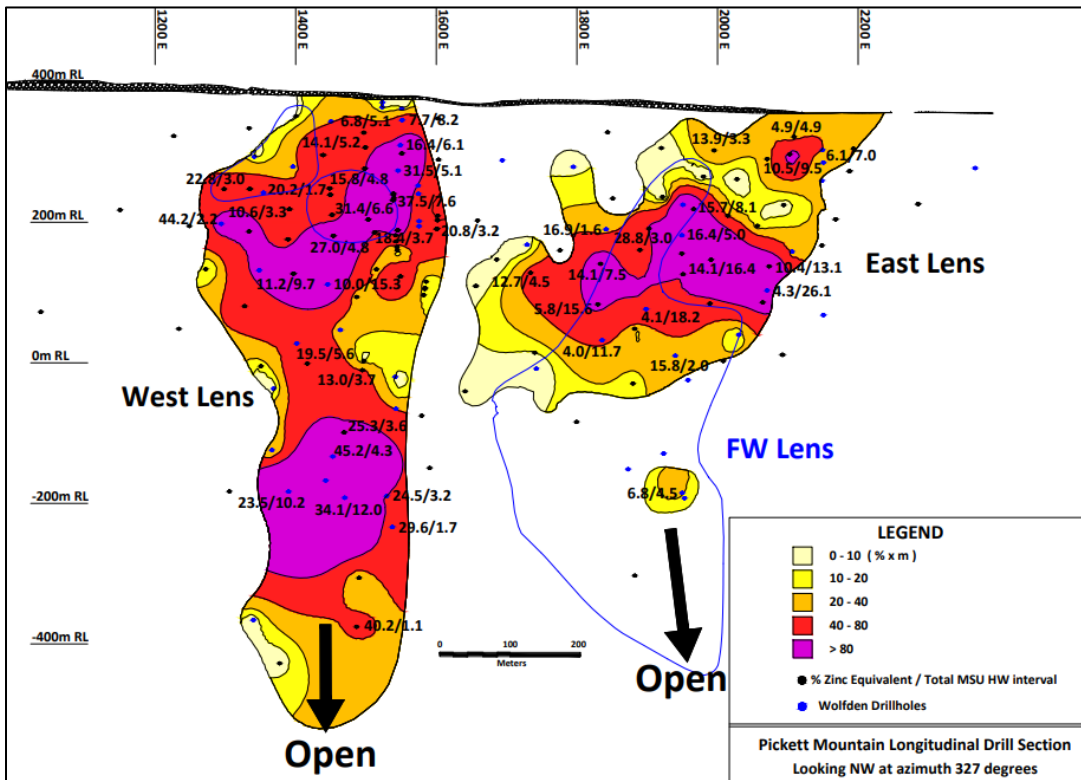 1200 E
1400 E
1600 E
1800 E
2000 E
2200 E
400m RL
6.8/5.1
7.7/8.2
14.1/5.2
16.4/6.1
22.8/3.0
20.2/1.7
15.8/4.8
31.5/5.1
10.6/3.3
31.4/6.6
37.5/7.6
44.2/2.2
200m RL
27.0/4.8
18.4/3.7
20.8/3.2
11.2/9.7
10.0/15.3
13.9/3.3
4.9/4.9
6.1/7.0
10.5/9.5
15.7/8.1
16.9/1.6
28.8/3.0
16.4/5.0
12.7/4.5
14.1/7.5
14.1/16.4
10.4/13.1
East Lens
5.8/15.6
4.1/18.2
4.3/26.1
4.0/11.7
15.8/2.0
0m RL
19.5/5.6
13.0/3.7
West Lens
25.3/3.6
45.2/4.3
FW Lens
-200m RL
23.5/10.2
34.1/12.0
24.5/3.2
29.6/1.7
6.8/4.5
-400m RL
40.2/1.1
0
100
200
Meters
Open
Open
LEGEND
0 - 10 ( % x m )
10 - 20
20 - 40
40 - 80
> 80
% Zinc Equivalent / Total MSU HW interval
Wolfden Drillholes
Pickett Mountain Longitudinal Drill Section
Looking NW at azimuth 327 degrees